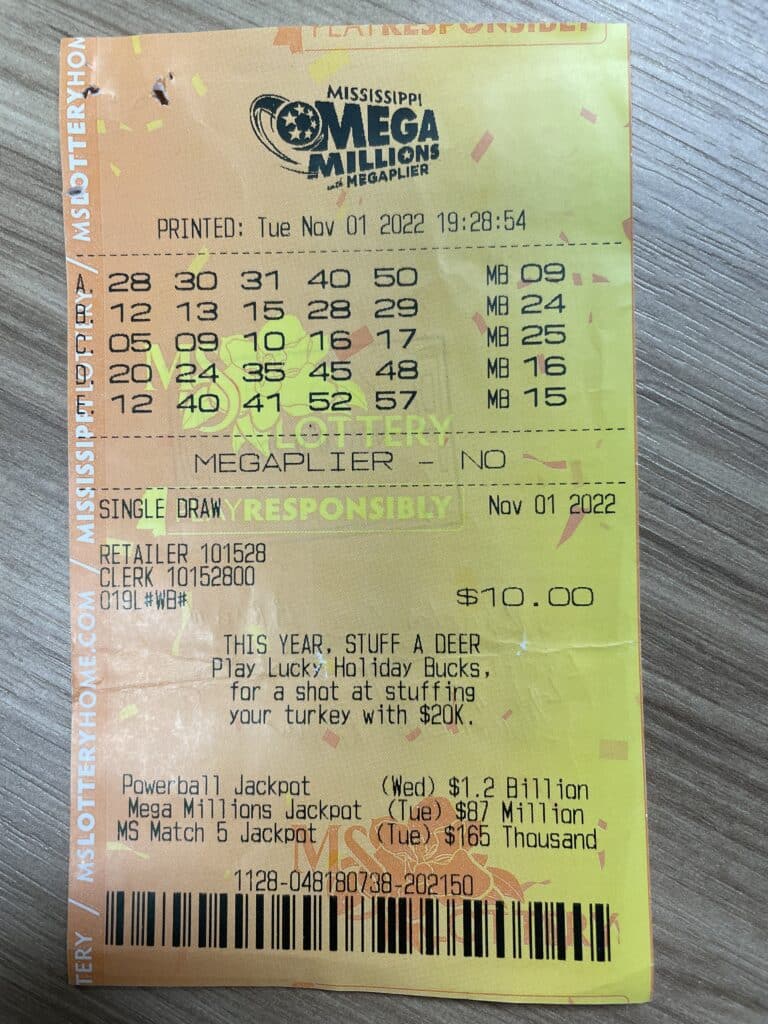 PLAY RESPONSIBLY
MISSISSIPPI
MEGA
MILLIONS
with MEGAPLIER
PRINTED: Tue Nov 01 2022 19:28:54
A. 28 30 31 40 50 MB 09
B. 12 13 15 28 29 MB 24
C. 05 09 10 16 17 MB 25
D. 20 24 35 45 48 MB 16
E. 12 40 41 52 57 MB 15
MS
LOTTERY
MEGAPLIER - NO
PLAY RESPONSIBLY
SINGLE DRAW Nov 01 2022
RETAILER 101528
CLERK 10152800
019L#WB# $10.00
THIS YEAR, STUFF A DEER
Play Lucky Holiday Bucks,
for a shot at stuffing
your turkey with $20K.
Powerball Jackpot (Wed) $1.2 Billion
Mega Millions Jackpot (Tue) $87 Million
MS Match 5 Jackpot (Tue) $165 Thousand
MS
LOTTERY
1128-048180738-202150
TERY / MSLOTTERYHOME.COM / MISSISSIPPI LOTTERY / MSLOTTERYHOM